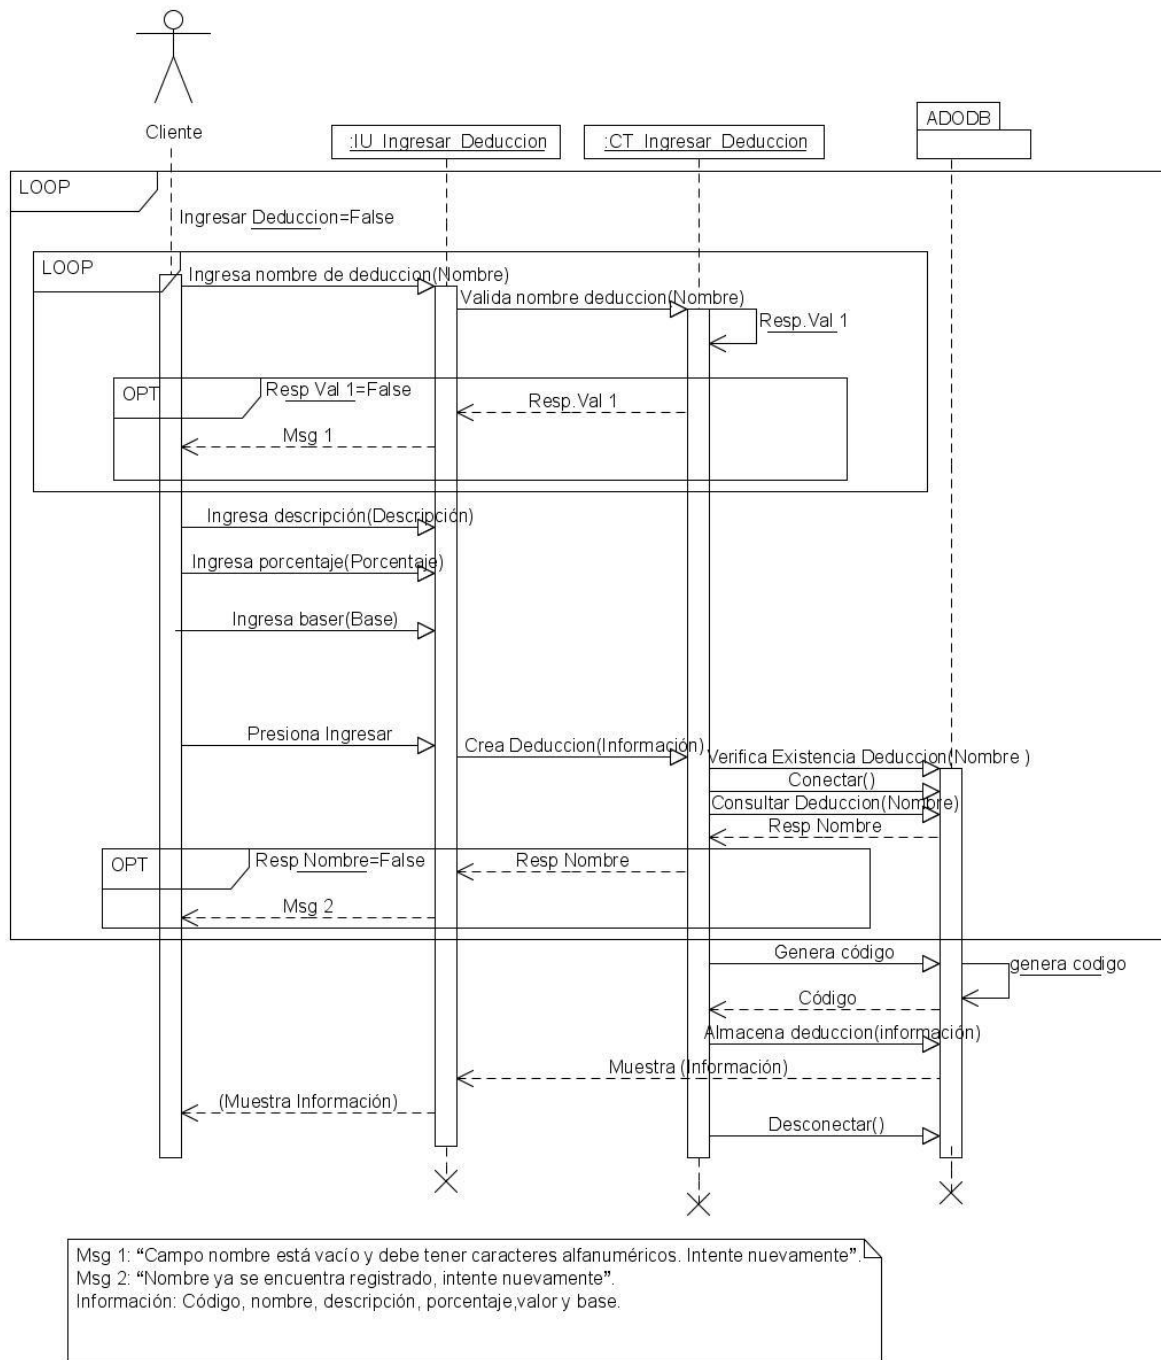 Cliente
:IU_Ingresar_Deduccion
:CT_Ingresar_Deduccion
ADODB
LOOP
Ingresar Deduccion=False
LOOP
Ingresa nombre de deduccion(Nombre)
Valida nombre deduccion(Nombre)
Resp.Val 1
OPT
Resp Val 1=False
Resp.Val 1
Msg 1
Ingresa descripción(Descripción)
Ingresa porcentaje(Porcentaje)
Ingresa baser(Base)
Presiona Ingresar
Crea Deduccion(Información)
Verifica Existencia Deduccion(Nombre )
Conectar()
Consultar Deduccion(Nombre)
Resp Nombre
OPT
Resp Nombre=False
Resp Nombre
Msg 2
Genera código
genera codigo
Código
Almacena deduccion(información)
Muestra (Información)
(Muestra Información)
Desconectar()
Msg 1: “Campo nombre está vacío y debe tener caracteres alfanuméricos. Intente nuevamente”.
Msg 2: “Nombre ya se encuentra registrado, intente nuevamente”.
Información: Código, nombre, descripción, porcentaje,valor y base.